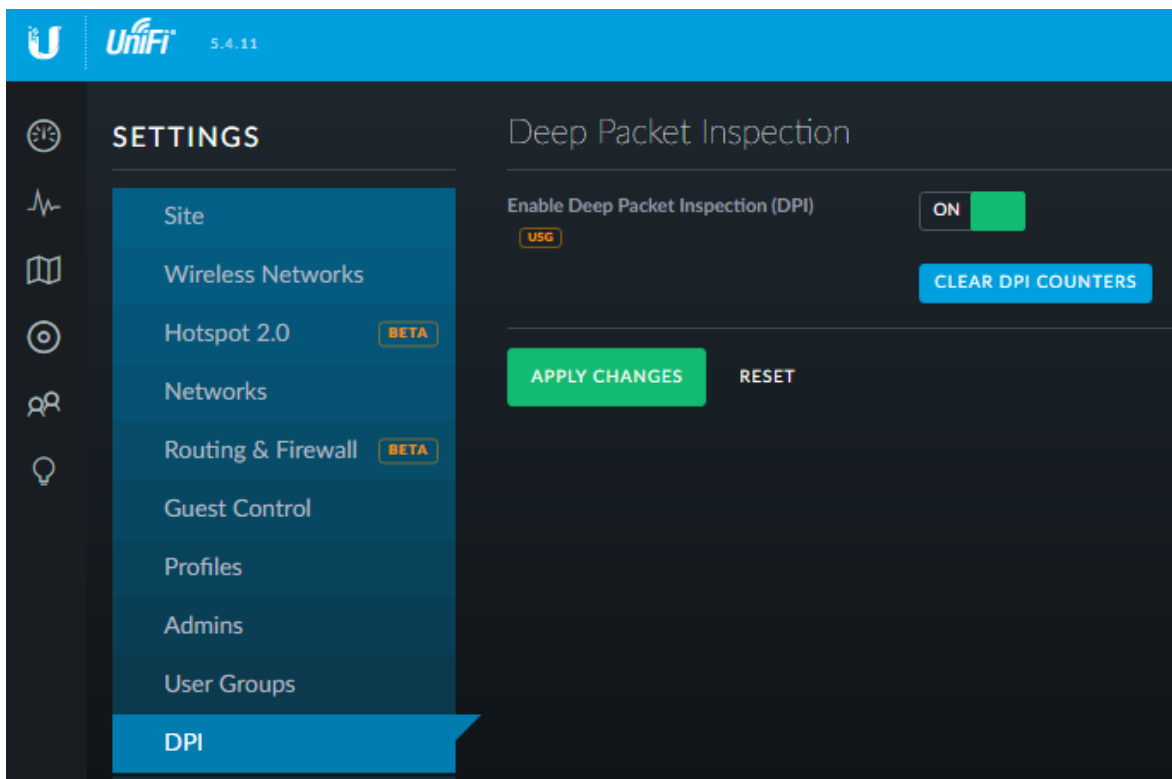 UniFi 5.4.11
SETTINGS
Site
Wireless Networks
Hotspot 2.0 BETA
Networks
Routing & Firewall BETA
Guest Control
Profiles
Admins
User Groups
DPI
Deep Packet Inspection
Enable Deep Packet Inspection (DPI)
USG
ON
CLEAR DPI COUNTERS
APPLY CHANGES RESET